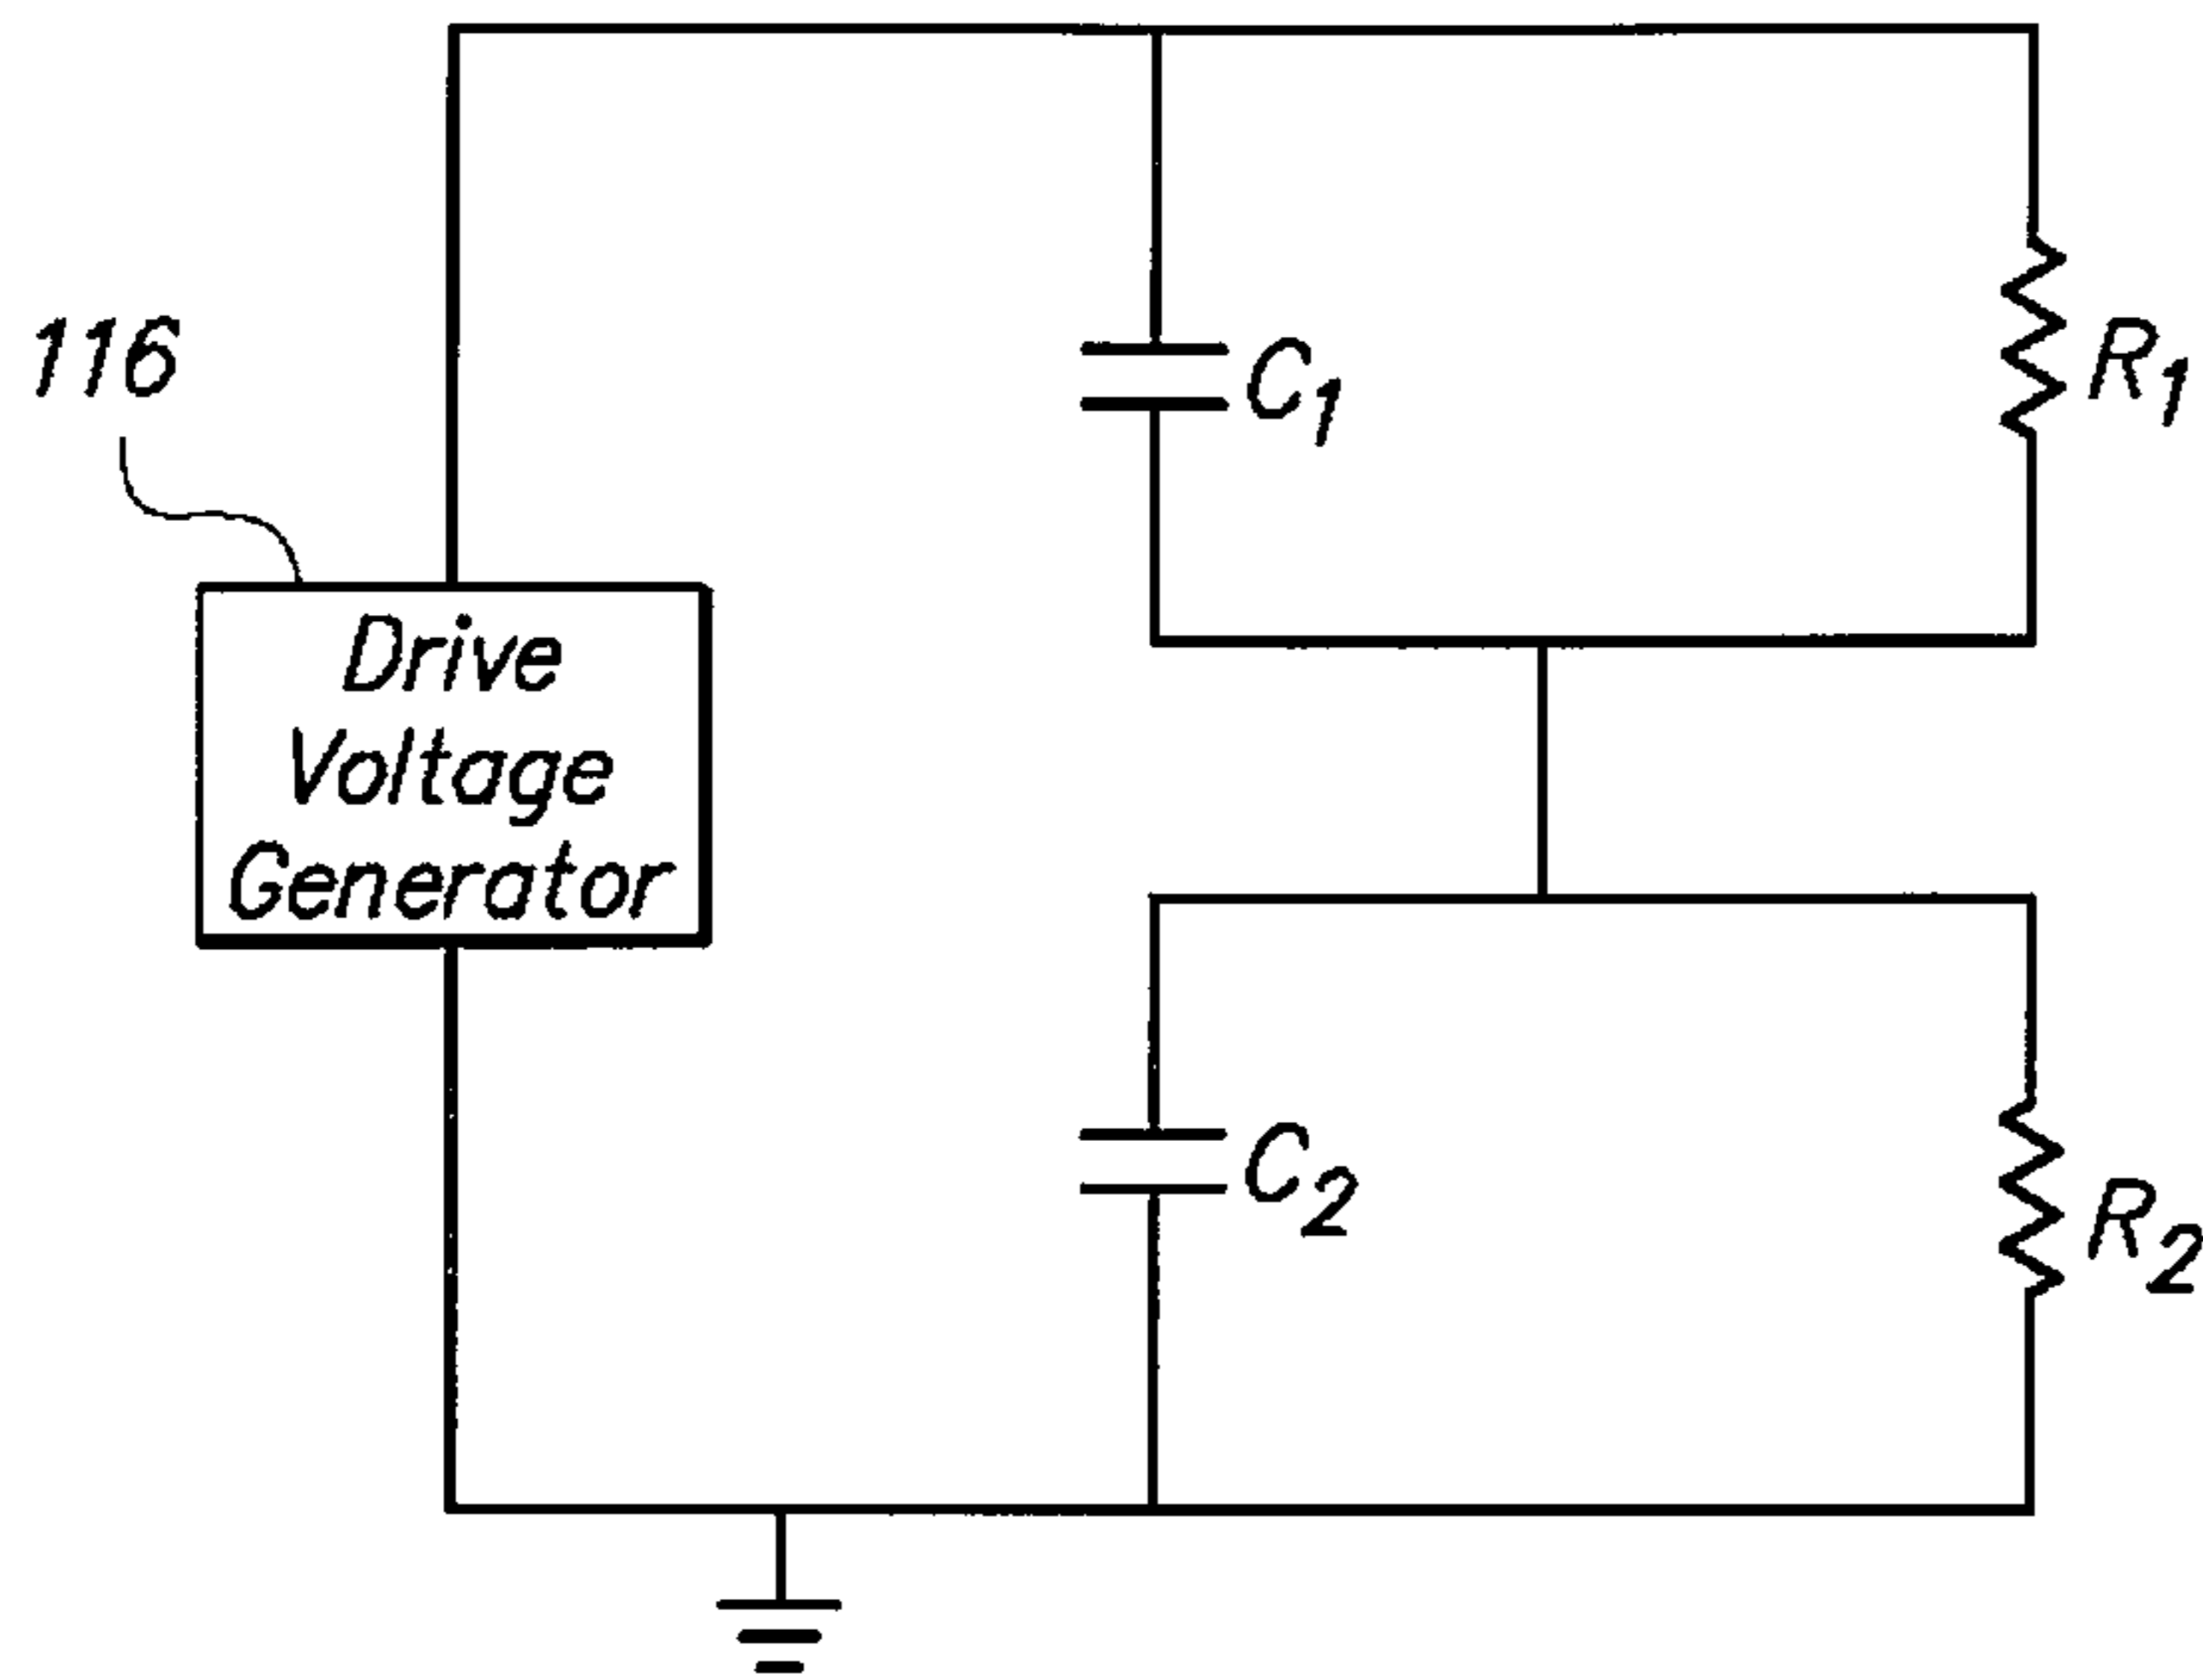 116
C1
R1
Drive
Voltage
Generator
C2
R2